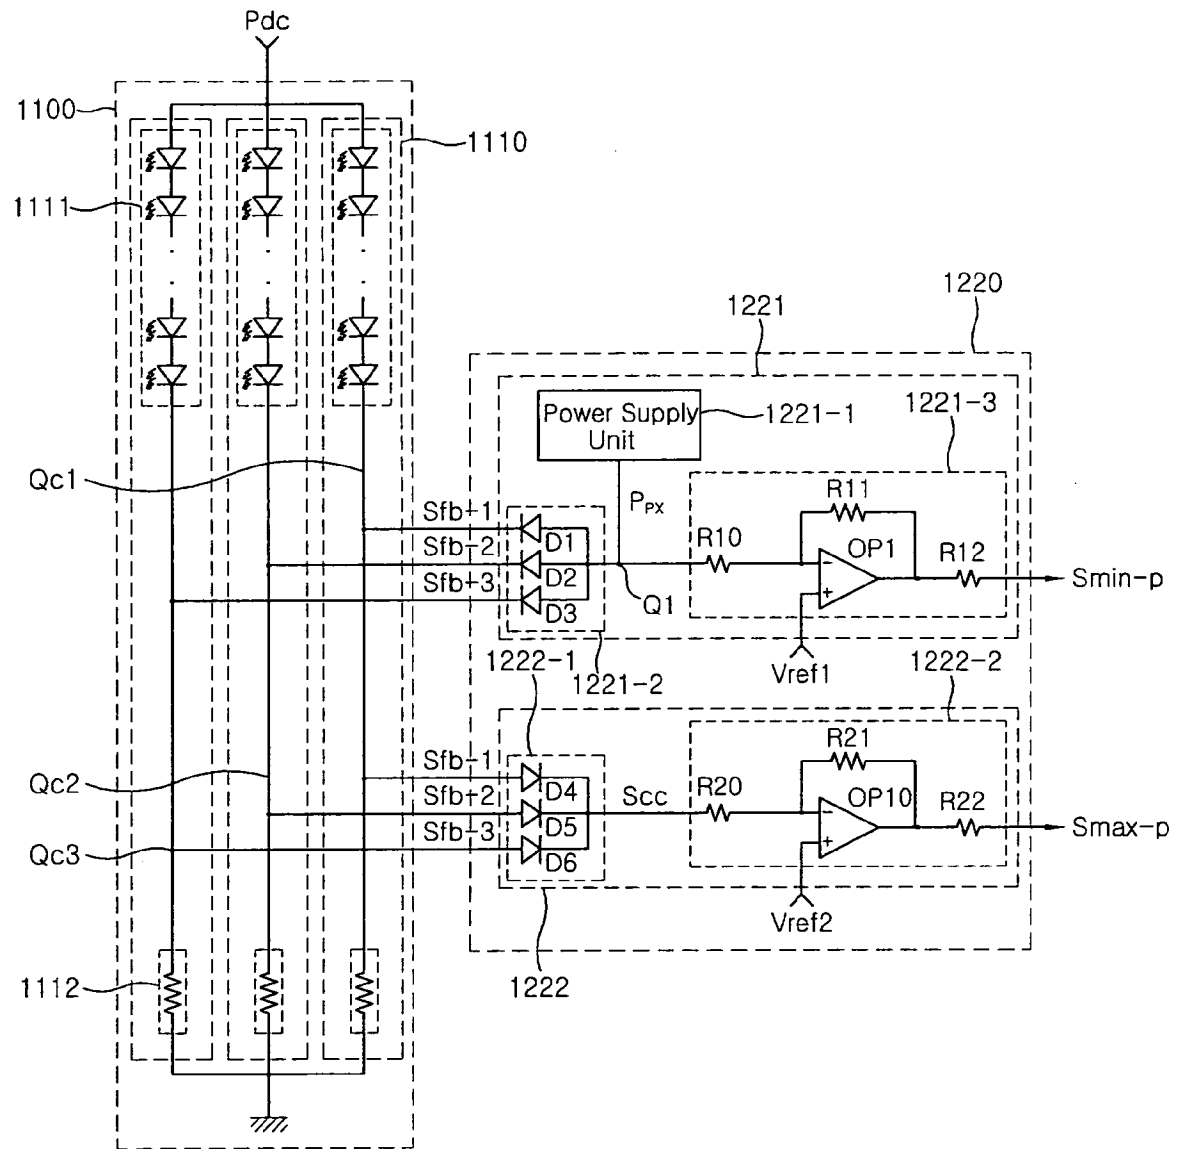 Pdc
1100
1110
1111
1220
1221
1221-3
Power Supply
Unit
1221-1
Qc1
PPX
Sfb-1
Sfb-2
Sfb-3
D1
D2
D3
R10
R11
OP1
R12
Smin-p
Q1
Vref1
1222-1
1221-2
1222-2
Qc2
Qc3
Sfb-1
Sfb-2
Sfb-3
D4
D5
D6
Scc
R20
R21
OP10
R22
Smax-p
Vref2
1112
1222